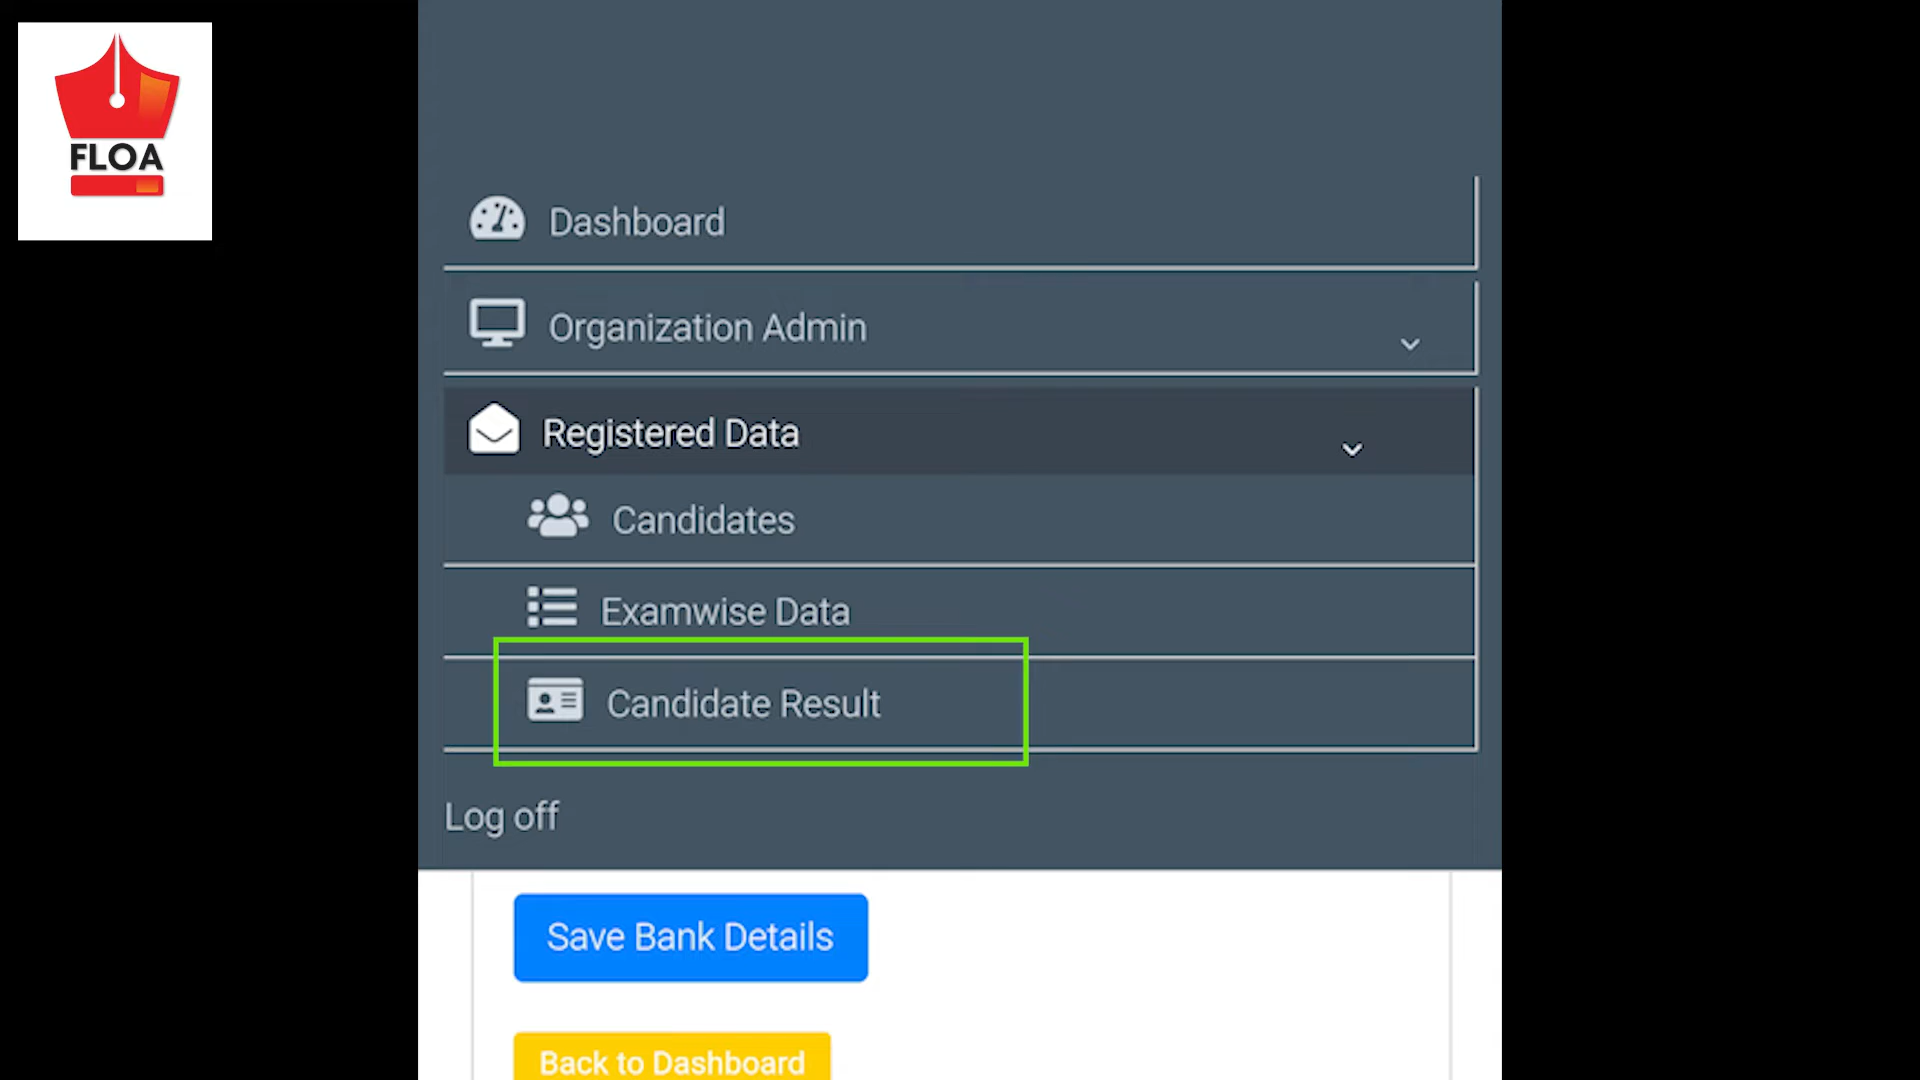 FLOA
Dashboard
Organization Admin
Registered Data
Candidates
Examwise Data
Candidate Result
Log off
Save Bank Details
Back to Dashboard